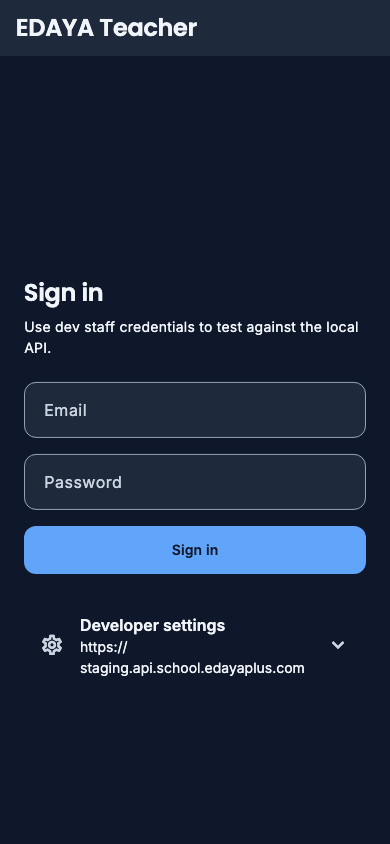 EDAYA Teacher
Sign in
Use dev staff credentials to test against the local
API.
Email
Password
Sign in
Developer settings
https://
staging.api.school.edayaplus.com